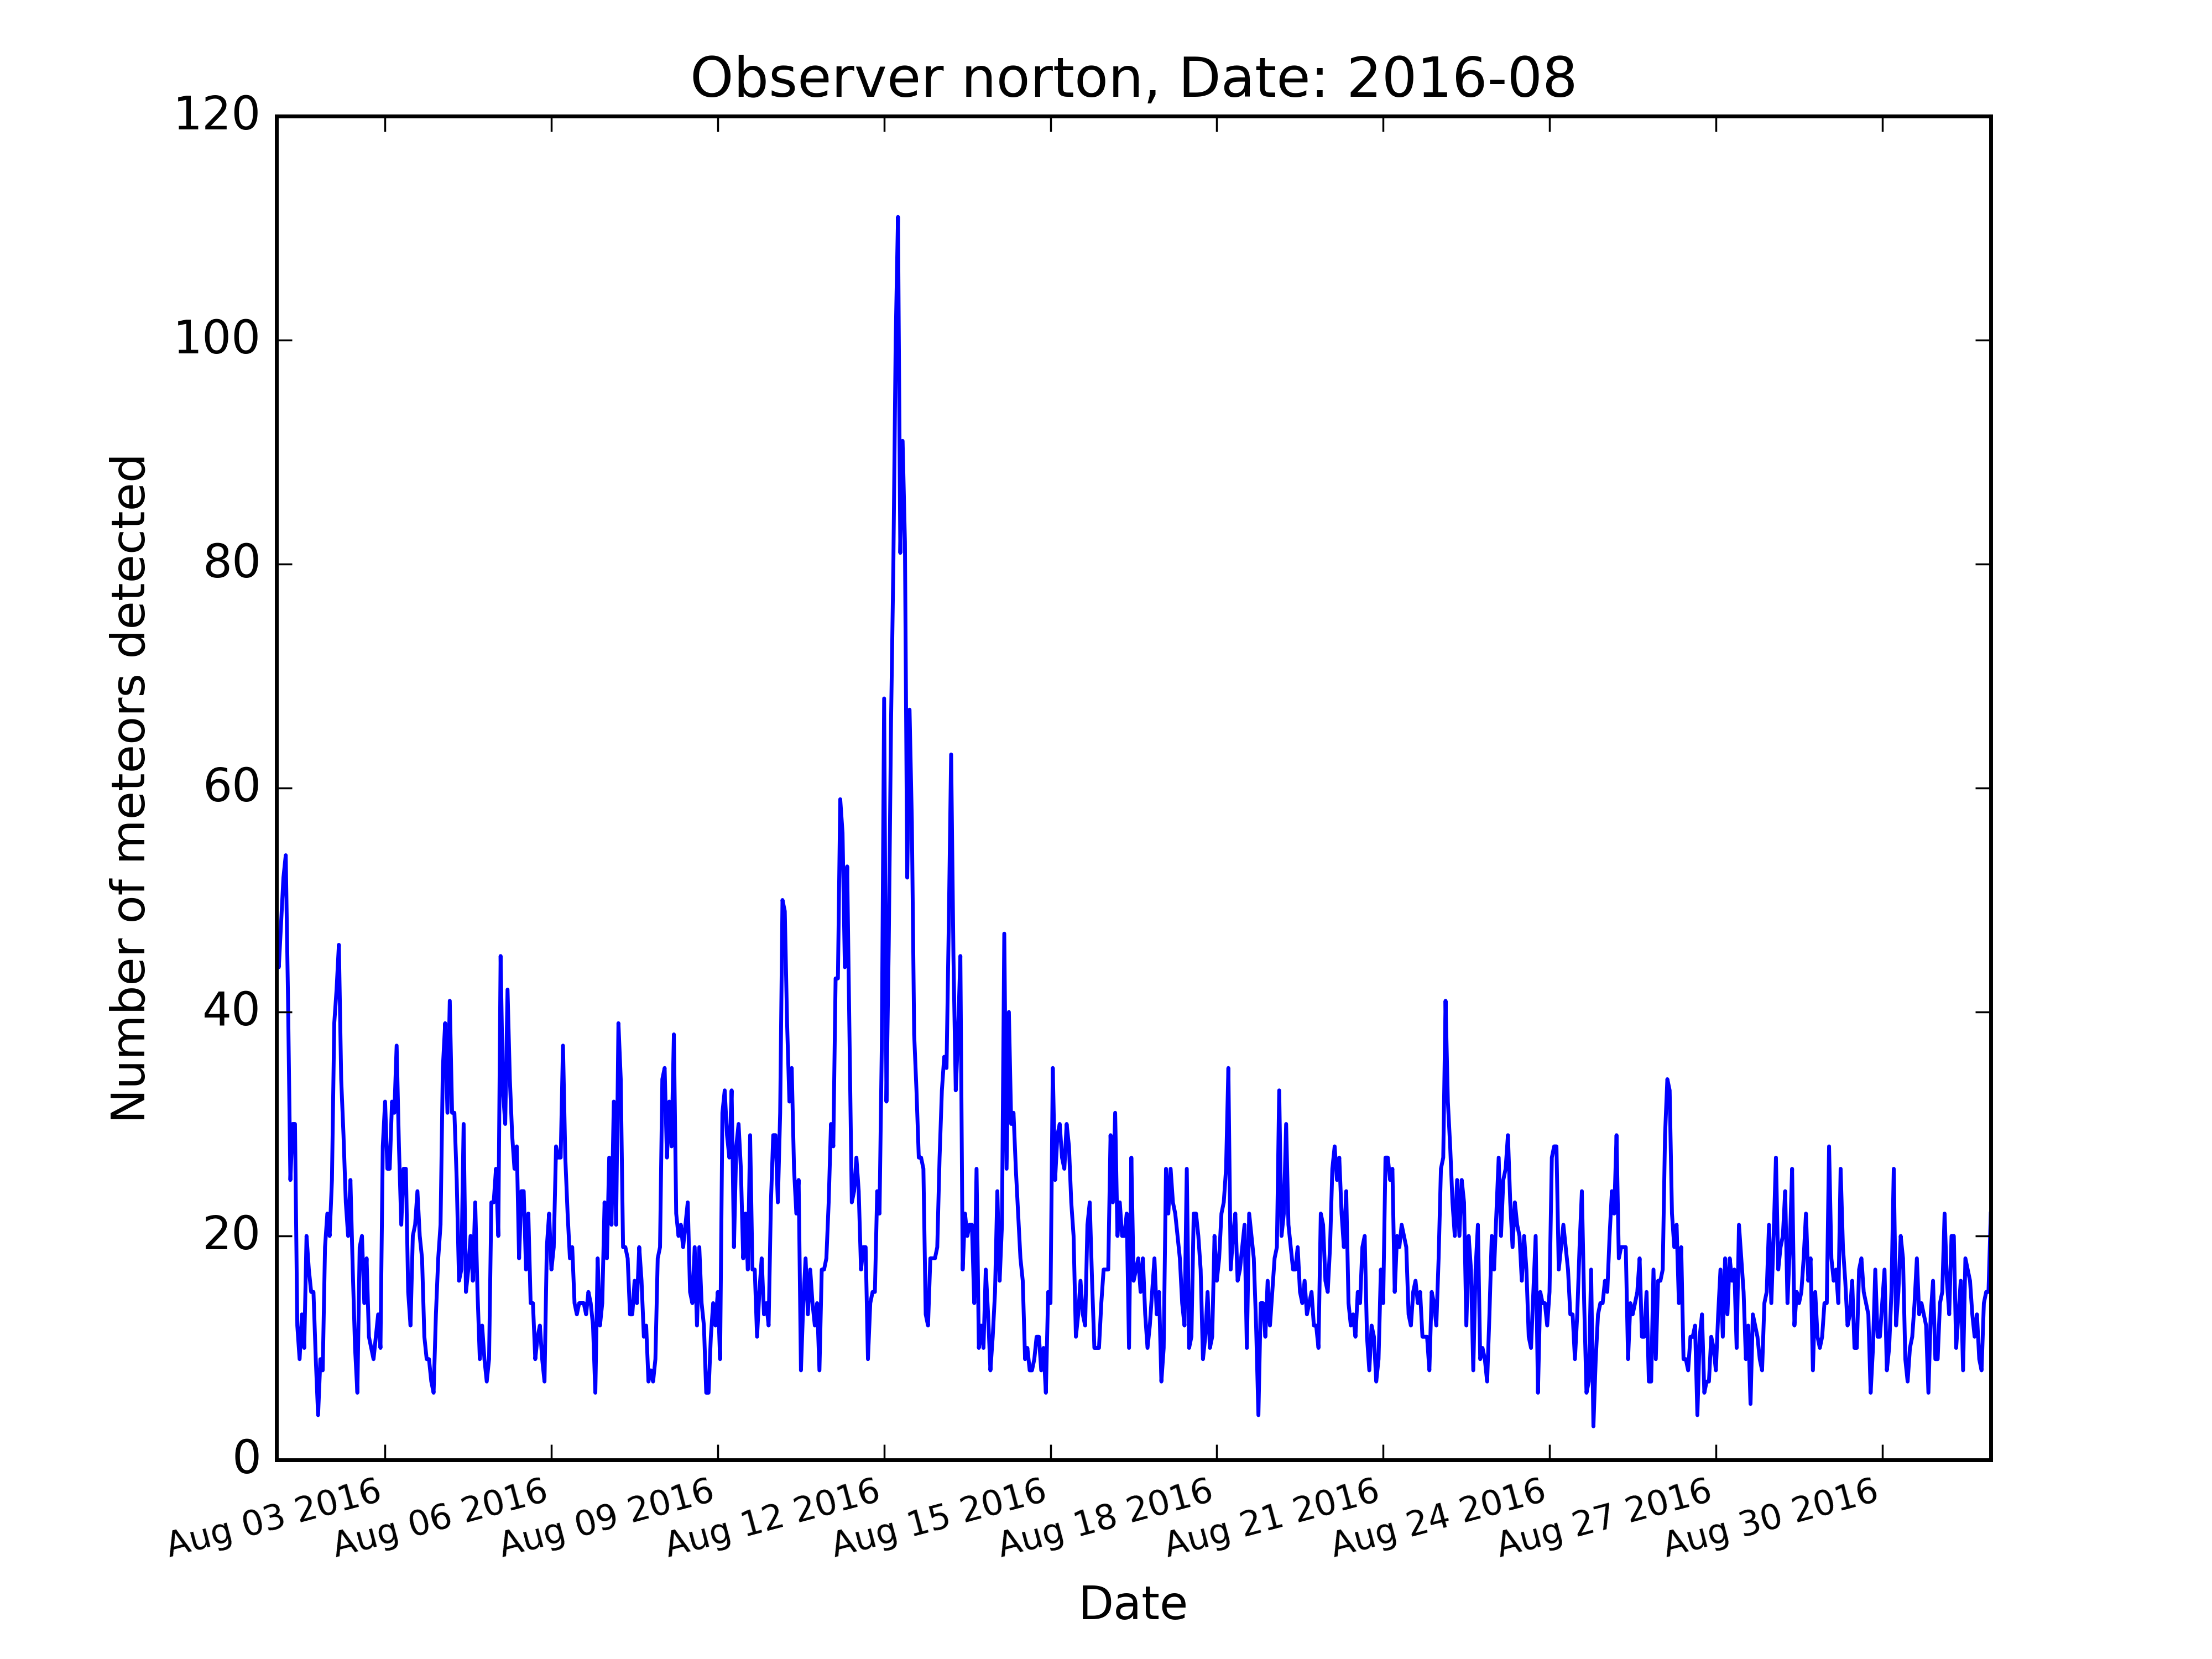 Observer norton, Date: 2016-08
120
100
80
60
40
20
0
Number of meteors detected
Aug 03 2016
Aug 06 2016
Aug 09 2016
Aug 12 2016
Aug 15 2016
Aug 18 2016
Aug 21 2016
Aug 24 2016
Aug 27 2016
Aug 30 2016
Date